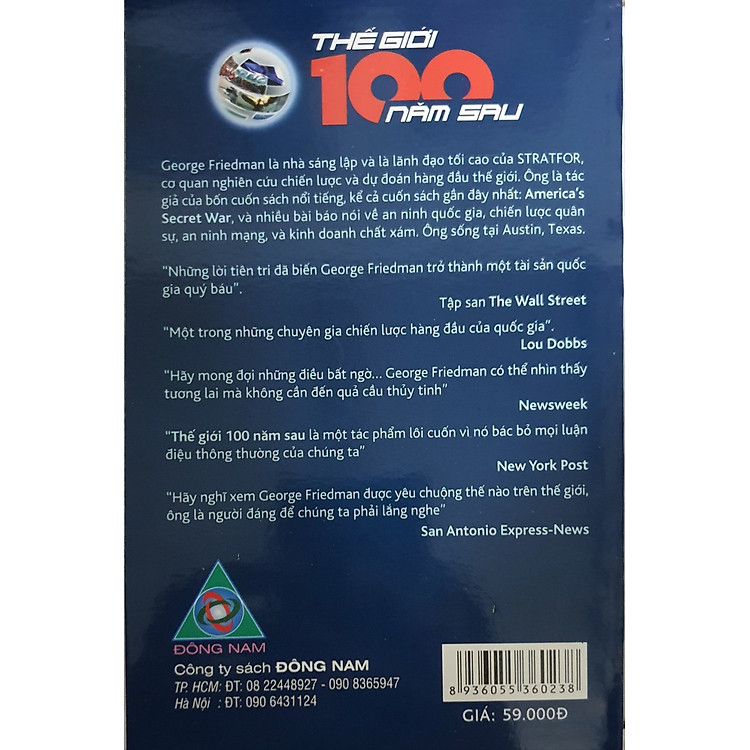 THẾ GIỚI
100
NĂM SAU
George Friedman là nhà sáng lập và là lãnh đạo tối cao của STRATFOR,
cơ quan nghiên cứu chiến lược và dự đoán hàng đầu thế giới. Ông là tác
giả của bốn cuốn sách nổi tiếng, kể cả cuốn sách gần đây nhất: America's
Secret War, và nhiều bài báo nói về an ninh quốc gia, chiến lược quân
sự, an ninh mạng, và kinh doanh chất xám. Ông sống tại Austin, Texas.
“Những lời tiên tri đã biến George Friedman trở thành một tài sản quốc
gia quý báu”.
Tập san The Wall Street
“Một trong những chuyên gia chiến lược hàng đầu của quốc gia”.
Lou Dobbs
“Hãy mong đợi những điều bất ngờ... George Friedman có thể nhìn thấy
tương lai mà không cần đến quả cầu thủy tinh”
Newsweek
“Thế giới 100 năm sau là một tác phẩm lôi cuốn vì nó bác bỏ mọi luận
điệu thông thường của chúng ta”
New York Post
“Hãy nghĩ xem George Friedman được yêu chuộng thế nào trên thế giới,
ông là người đáng để chúng ta phải lắng nghe”
San Antonio Express-News
ĐÔNG NAM
Công ty sách ĐÔNG NAM
TP. HCM: ĐT: 08 22448927 - 090 8365947
Hà Nội : ĐT: 090 6431124
8 936055 360238
GIÁ: 59.000Đ